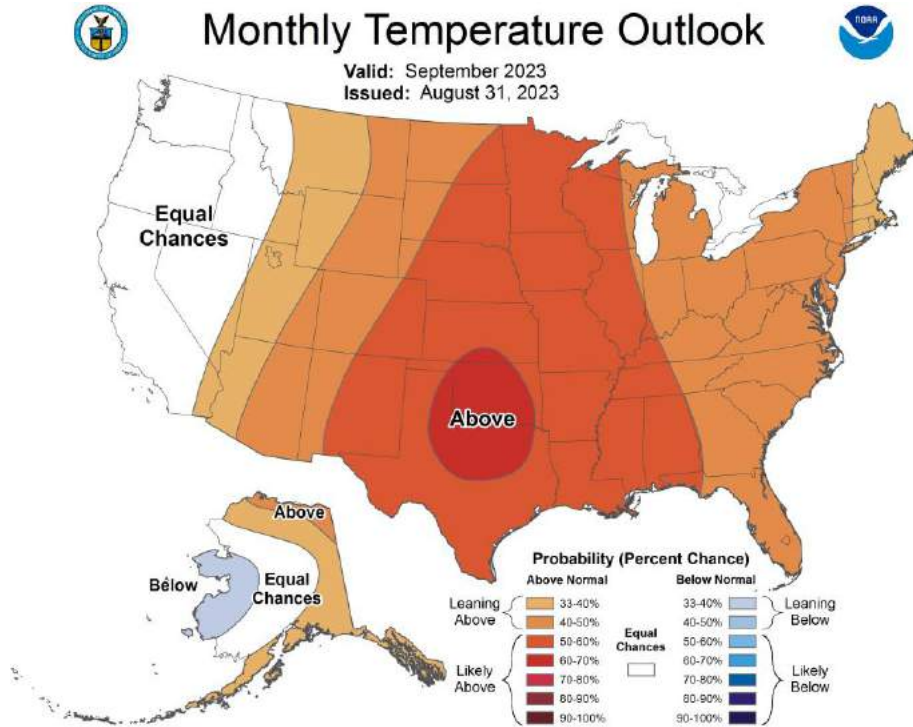 Monthly Temperature Outlook
NOAA
Valid: September 2023
Issued: August 31, 2023
Equal
Chances
Above
Above
Below
Equal
Chances
Probability (Percent Chance)
Above Normal
Below Normal
Leaning
Above
33-40%
40-50%
Likely
Above
50-60%
60-70%
70-80%
80-90%
90-100%
Equal
Chances
33-40%
40-50%
Leaning
Below
50-60%
60-70%
70-80%
80-90%
90-100%
Likely
Below